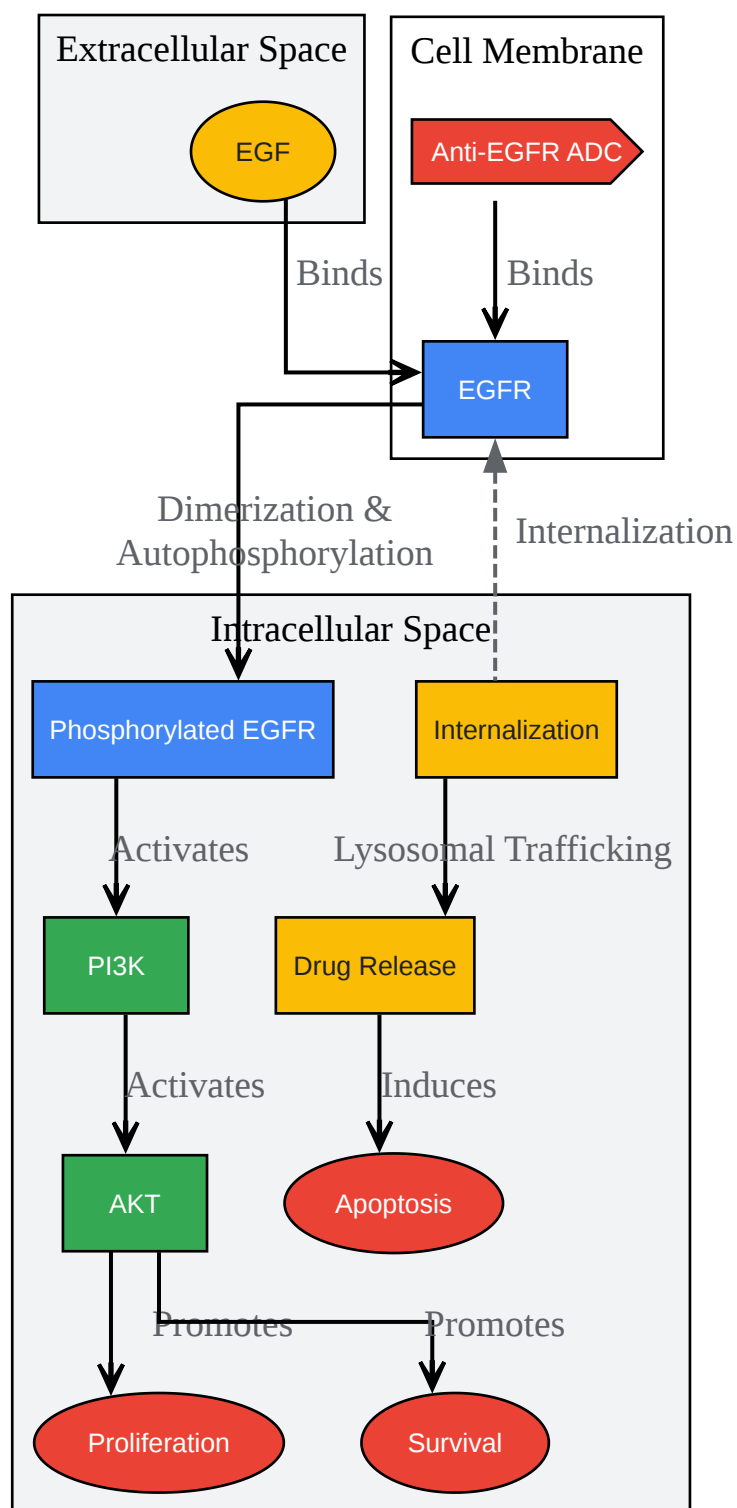 Extracellular Space
Cell Membrane
EGF
Anti-EGFR ADC
Binds
Binds
EGFR
Dimerization &
Autophosphorylation
Internalization
Intracellular Space
Phosphorylated EGFR
Internalization
Activates
Lysosomal Trafficking
PI3K
Drug Release
Activates
Induces
AKT
Apoptosis
Promotes
Promotes
Proliferation
Survival